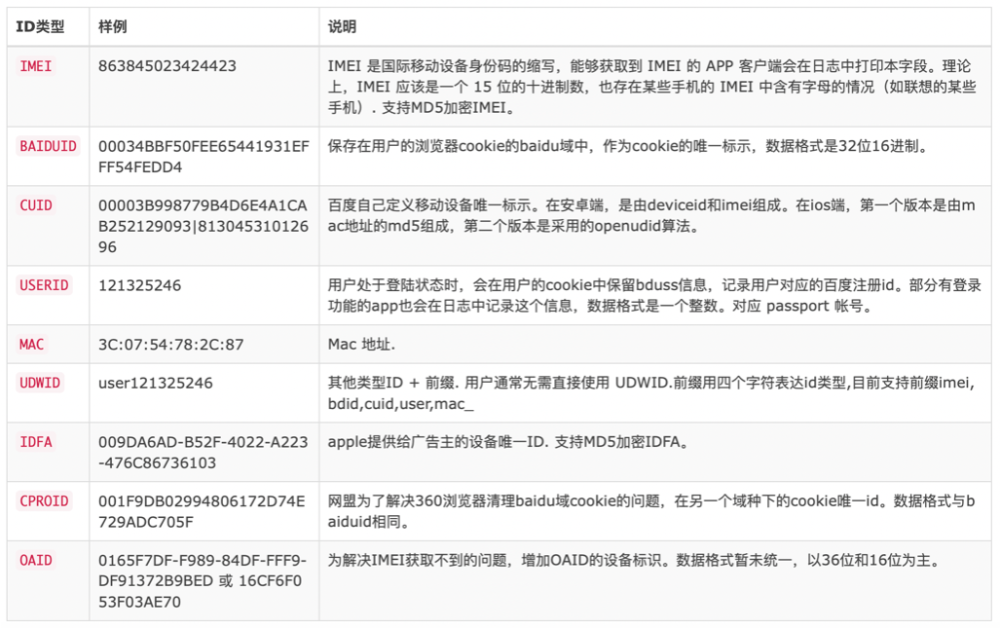 ID类型 样例 说明
IMEI 863845023424423 IMEI 是国际移动设备身份码的缩写，能够获取到 IMEI 的 APP 客户端会在日志中打印本字段。理论
上，IMEI 应该是一个 15 位的十进制数，也存在某些手机的 IMEI 中含有字母的情况（如联想的某些
手机）. 支持MD5加密IMEI。
BAIDUID 00034BBF50FEE65441931EF 保存在用户的浏览器cookie的baidu域中，作为cookie的唯一标示，数据格式是32位16进制。
FF54FEDD4
CUID 00003B998779B4D6E4A1CA 百度自己定义移动设备唯一标示。在安卓端，是由deviceid和imei组成。在ios端，第一个版本是由m
B252129093|813045310126 ac地址的md5组成，第二个版本是采用的openudid算法。
96
USERID 121325246 用户处于登陆状态时，会在用户的cookie中保留bduss信息，记录用户对应的百度注册id。部分有登录
功能的app也会在日志中记录这个信息，数据格式是一个整数。对应 passport 帐号。
MAC 3C:07:54:78:2C:87 Mac 地址.
UDWID user121325246 其他类型ID + 前缀. 用户通常无需直接使用 UDWID.前缀用四个字符表达id类型,目前支持前缀imei,
bdid,cuid,user,mac_
IDFA 009DA6AD-B52F-4022-A223 apple提供给广告主的设备唯一ID. 支持MD5加密IDFA。
-476C86736103
CPROID 001F9DB02994806172D74E 网盟为了解决360浏览器清理baidu域cookie的问题，在另一个域种下的cookie唯一id。数据格式与b
729ADC705F aiduid相同。
OAID 0165F7DF-F989-84DF-FFF9- 为解决IMEI获取不到的问题，增加OAID的设备标识。数据格式暂未统一，以36位和16位为主。
DF91372B9BED 或 16CF6F0
53F03AE70